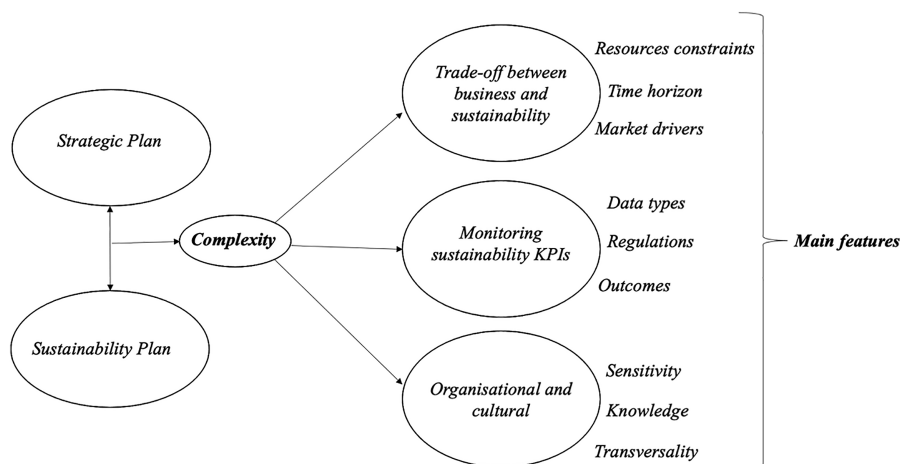 Strategic Plan
Sustainability Plan
Complexity
Trade-off between
business and
sustainability
Resources constraints
Time horizon
Market drivers
Monitoring
sustainability KPIs
Data types
Regulations
Outcomes
Organisational and
cultural
Sensitivity
Knowledge
Transversality
Main features